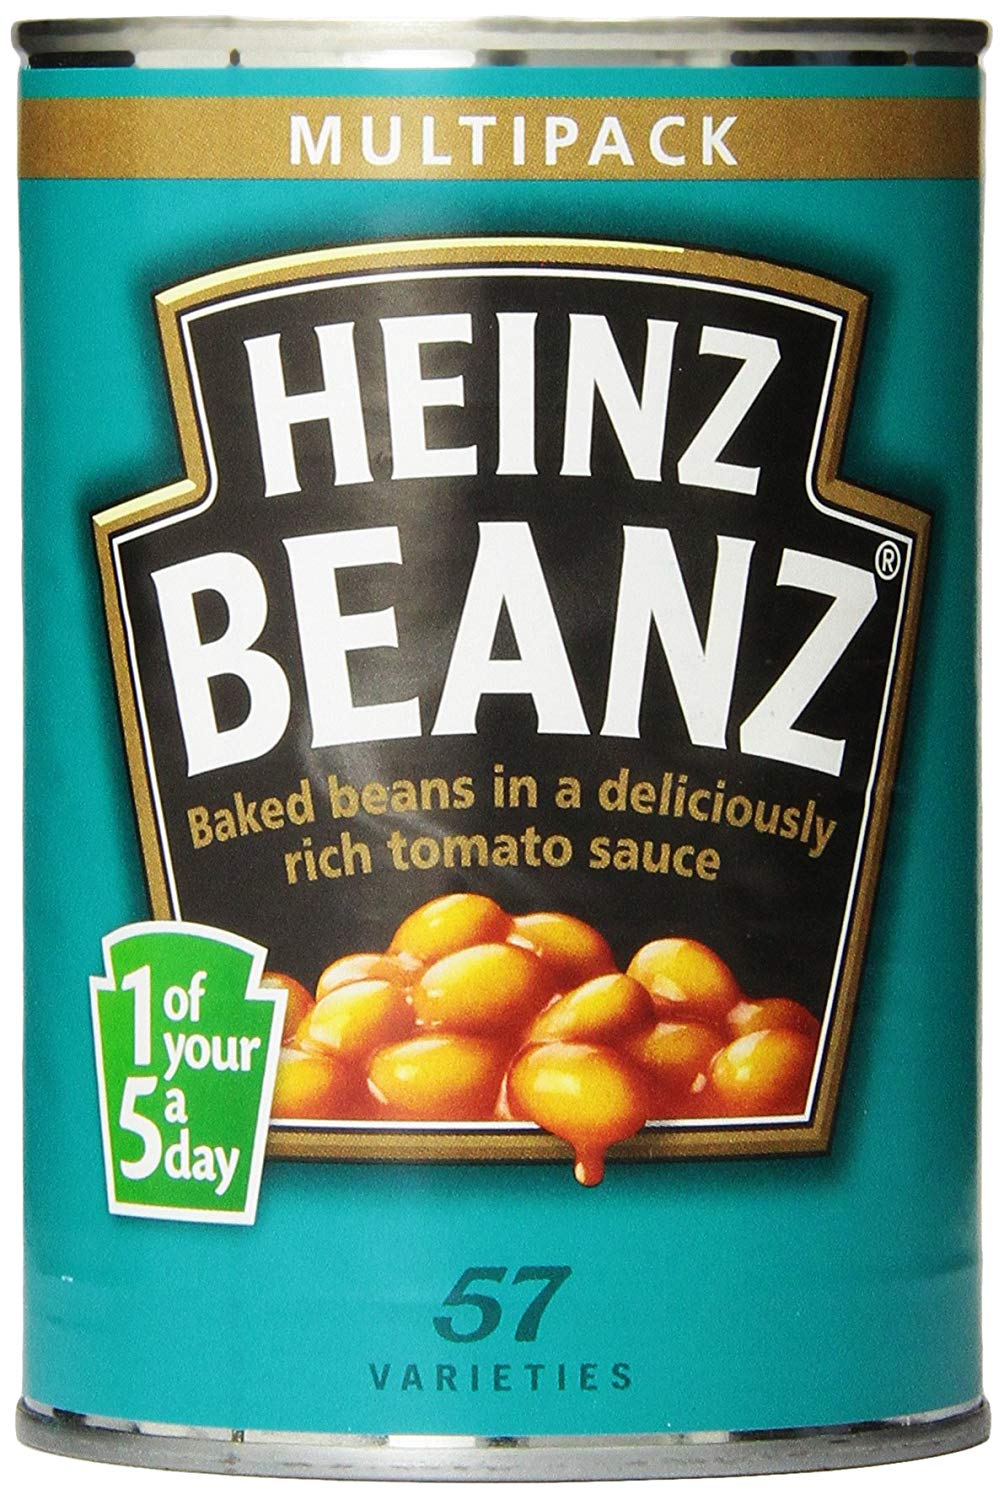 MULTIPACK
HEINZ
BEANZ®
Baked beans in a deliciously
rich tomato sauce
1 of
your
5 a
day
57
VARIETIES